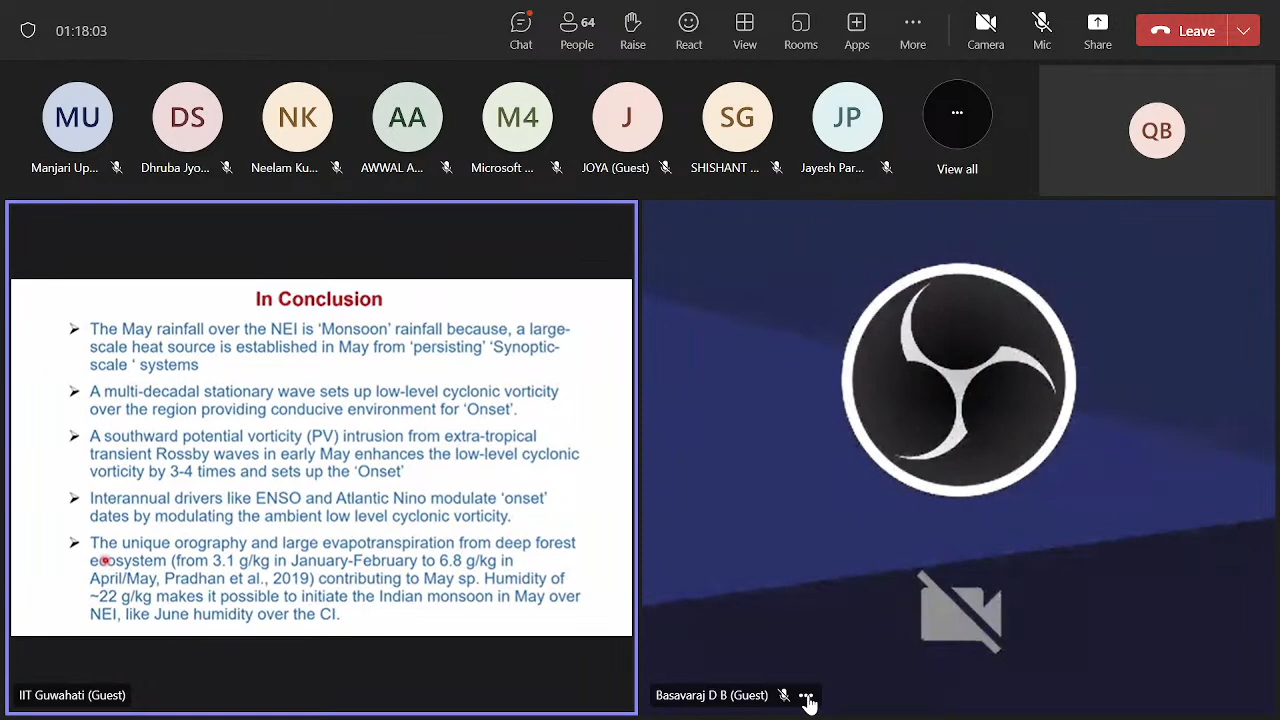 01:18:03
Chat
64
People
Raise
React
View
Rooms
Apps
More
Camera
Mic
Share
Leave
MU
DS
NK
AA
M4
J
SG
JP
QB
Manjari Up...
Dhruba Jyo...
Neelam Ku...
AWWAL A...
Microsoft ...
JOYA (Guest)
SHISHANT ...
Jayesh Par...
View all
In Conclusion
➢ The May rainfall over the NEI is ‘Monsoon’ rainfall because, a large-
scale heat source is established in May from ‘persisting’ ‘Synoptic-
scale ‘ systems
➢ A multi-decadal stationary wave sets up low-level cyclonic vorticity
over the region providing conducive environment for ‘Onset’.
➢ A southward potential vorticity (PV) intrusion from extra-tropical
transient Rossby waves in early May enhances the low-level cyclonic
vorticity by 3-4 times and sets up the ‘Onset’
➢ Interannual drivers like ENSO and Atlantic Nino modulate ‘onset’
dates by modulating the ambient low level cyclonic vorticity.
➢ The unique orography and large evapotranspiration from deep forest
ecosystem (from 3.1 g/kg in January-February to 6.8 g/kg in
April/May, Pradhan et al., 2019) contributing to May sp. Humidity of
~22 g/kg makes it possible to initiate the Indian monsoon in May over
NEI, like June humidity over the CI.
IIT Guwahati (Guest)
Basavaraj D B (Guest)